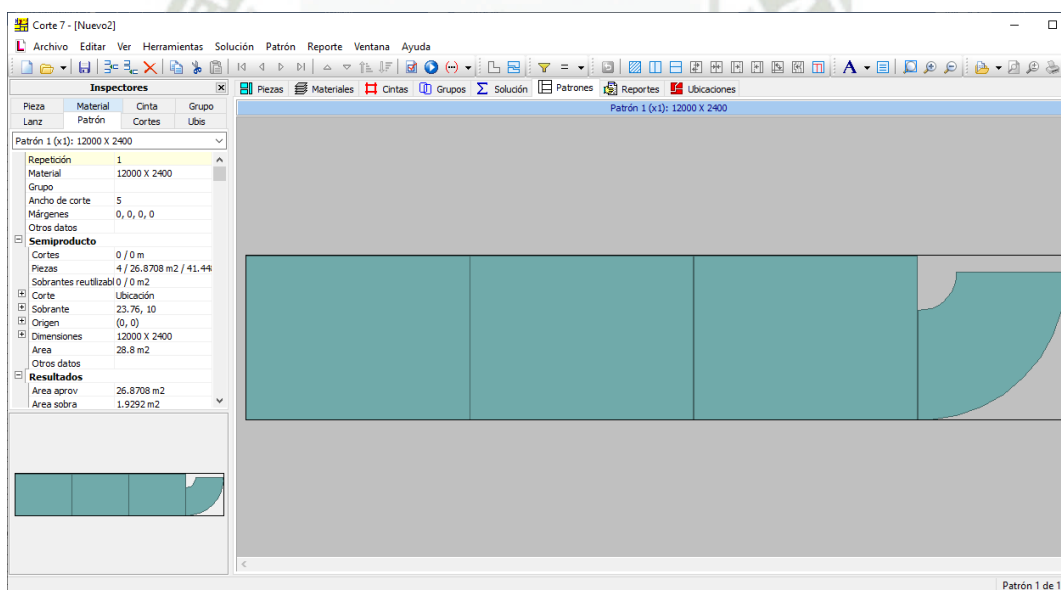 Corte 7 - [Nuevo2]
Archivo Editar Ver Herramientas Solución Patrón Reporte Ventana Ayuda
Inspectores
Piezas Materiales Cintas Grupos Solución Patrones Reportes Ubicaciones
Pieza Material Cinta Grupo
Lanz Patrón Cortes Ubis
Patrón 1 (x1): 12000 X 2400
Patrón 1 (x1): 12000 X 2400
Repetición 1
Material 12000 X 2400
Grupo
Ancho de corte 5
Márgenes 0, 0, 0, 0
Otros datos
Semiproducto
Cortes 0 / 0 m
Piezas 4 / 26.8708 m2 / 41.44
Sobrantes reutilizabl 0 / 0 m2
Corte Ubicación
Sobrante 23.76, 10
Origen (0, 0)
Dimensiones 12000 X 2400
Area 28.8 m2
Otros datos
Resultados
Area aprov 26.8708 m2
Area sobra 1.9292 m2
Patrón 1 de 1